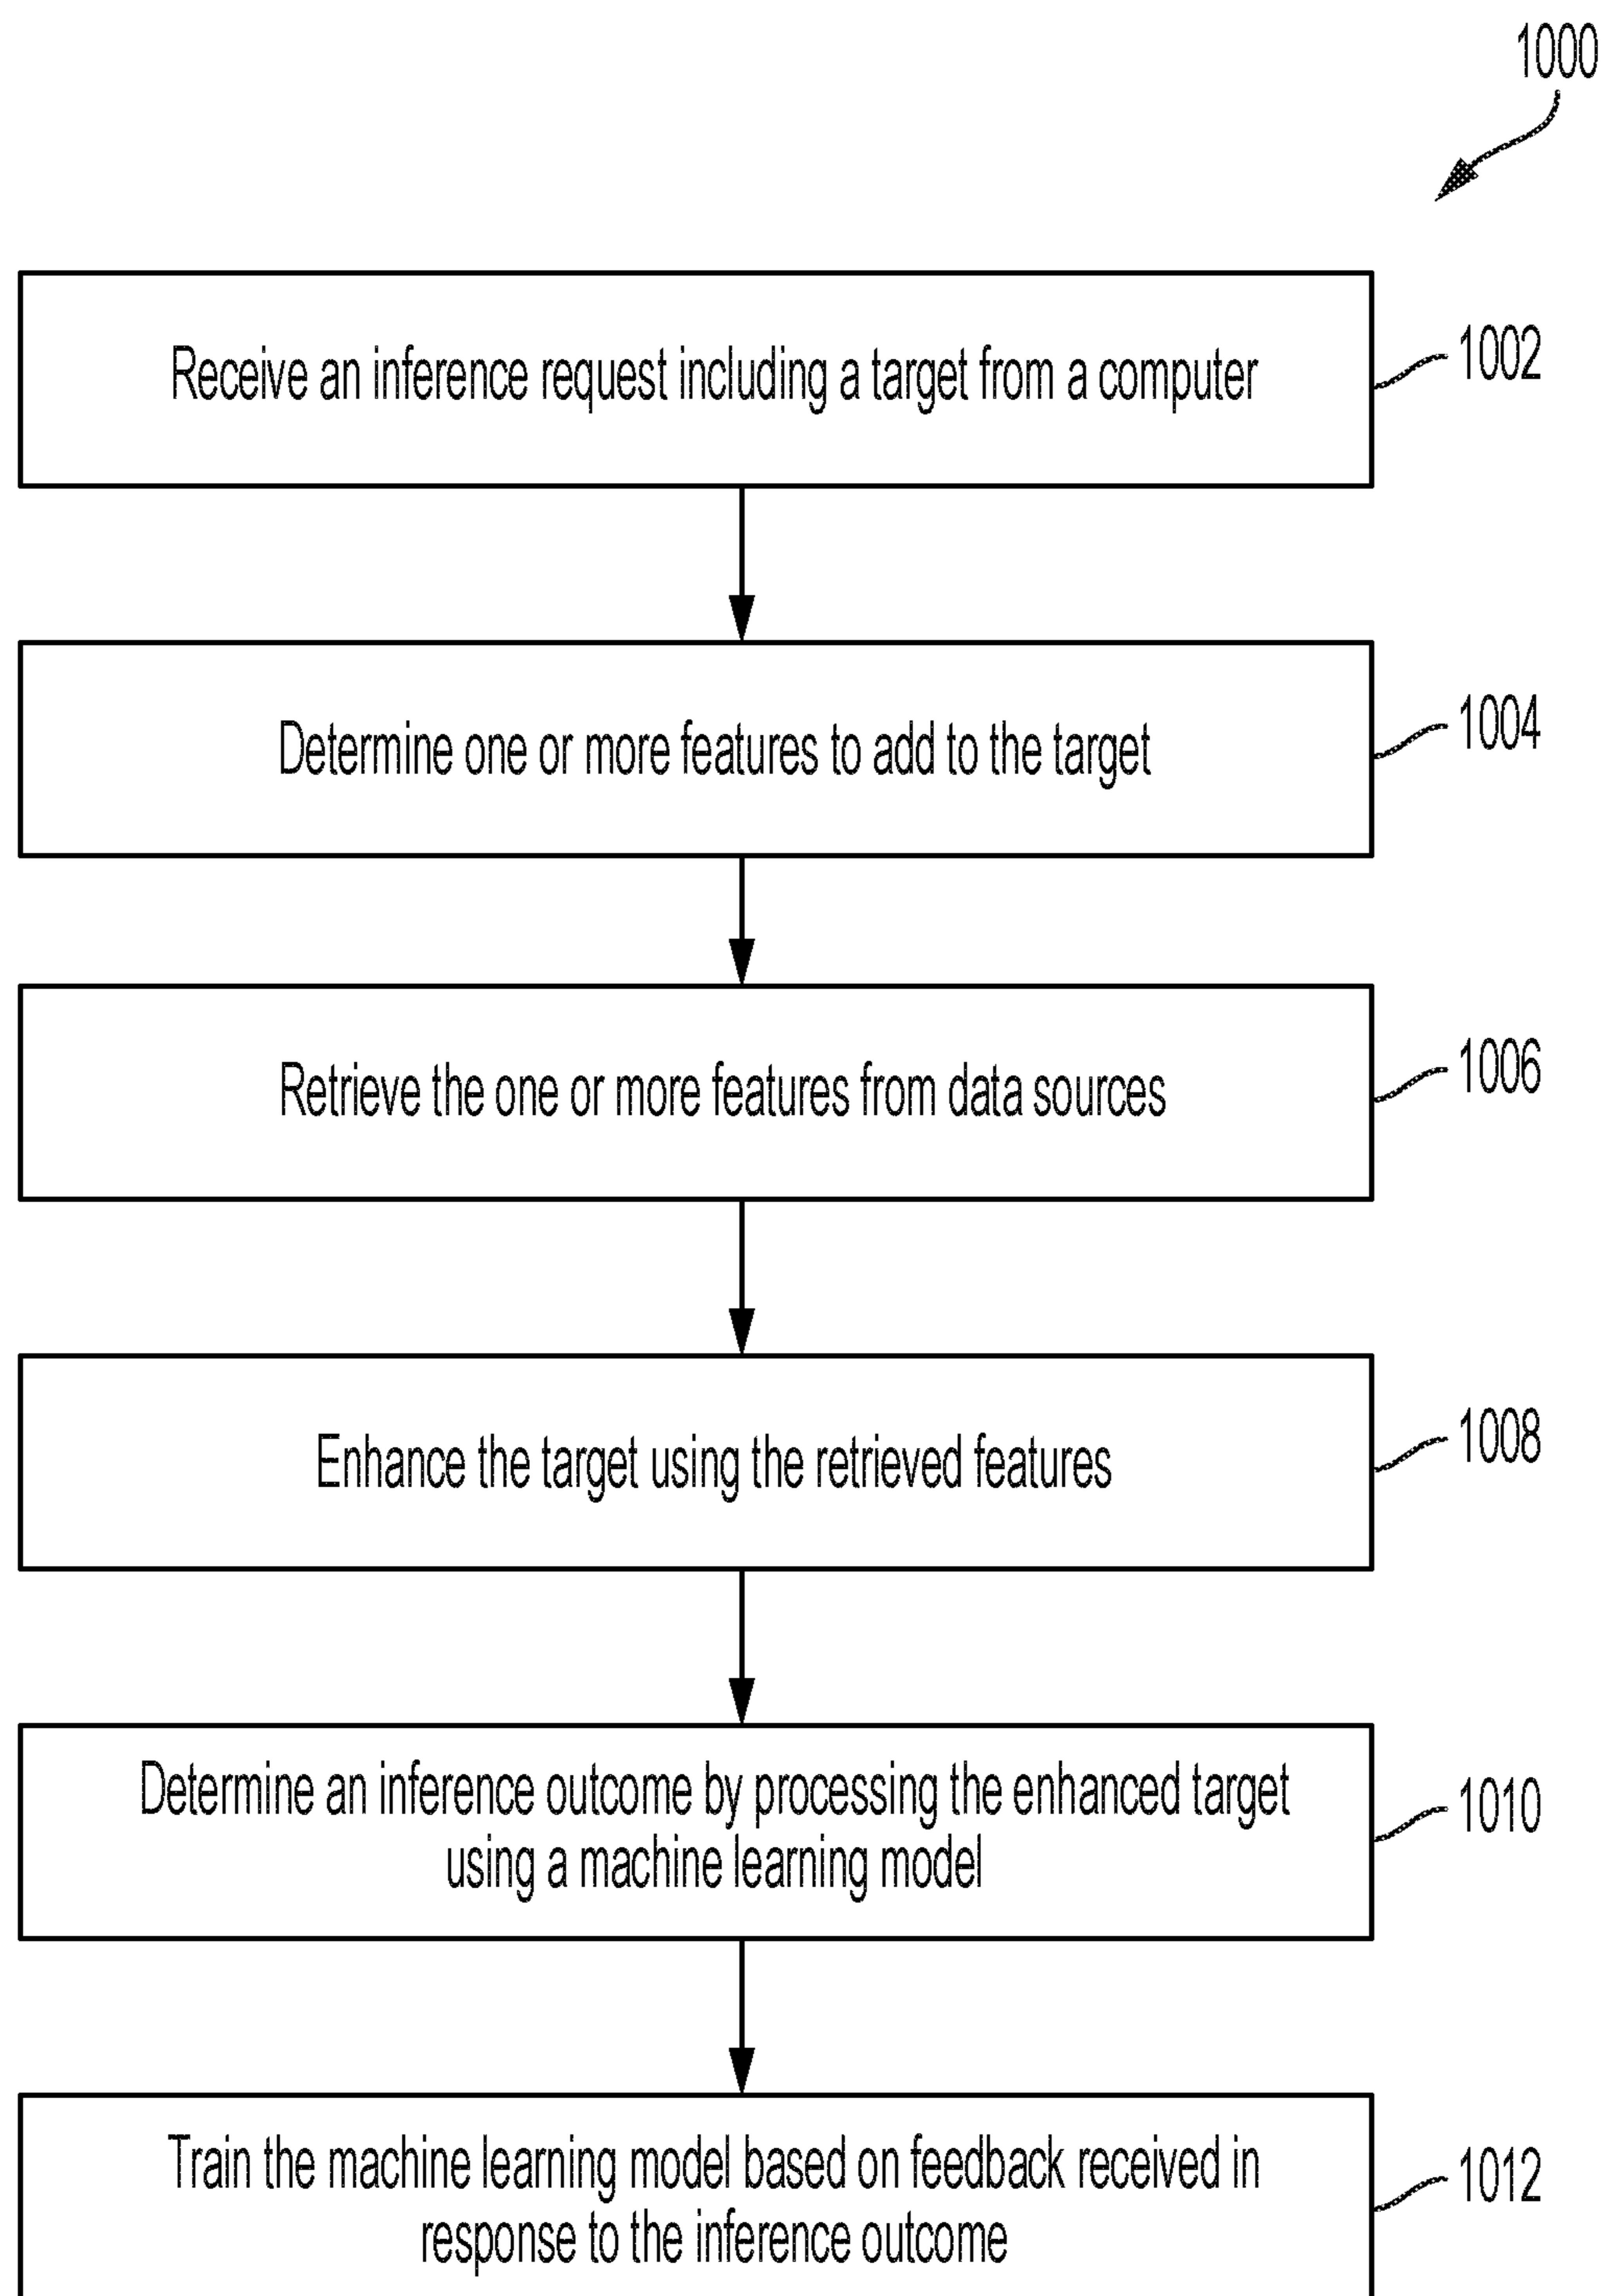 1000
Receive an inference request including a target from a computer
1002
Determine one or more features to add to the target
1004
Retrieve the one or more features from data sources
1006
Enhance the target using the retrieved features
1008
Determine an inference outcome by processing the enhanced target
using a machine learning model
1010
Train the machine learning model based on feedback received in
response to the inference outcome
1012